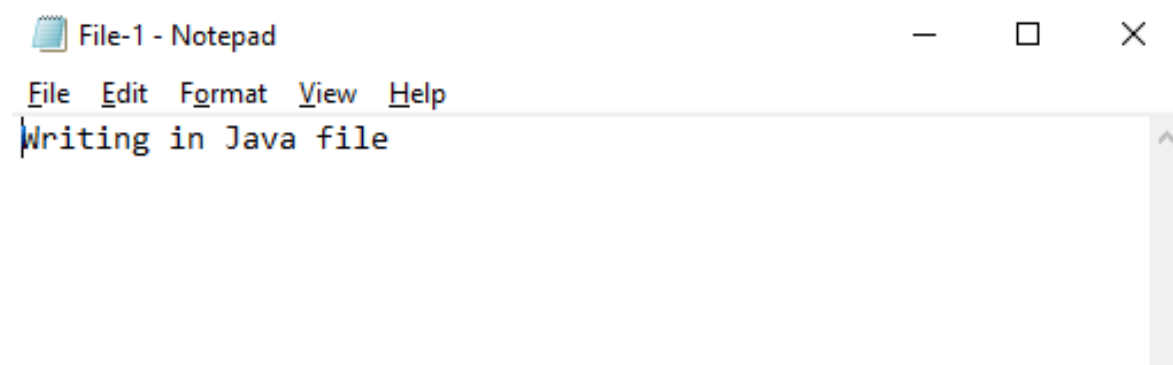 File-1 - Notepad
File Edit Format View Help
Writing in Java file